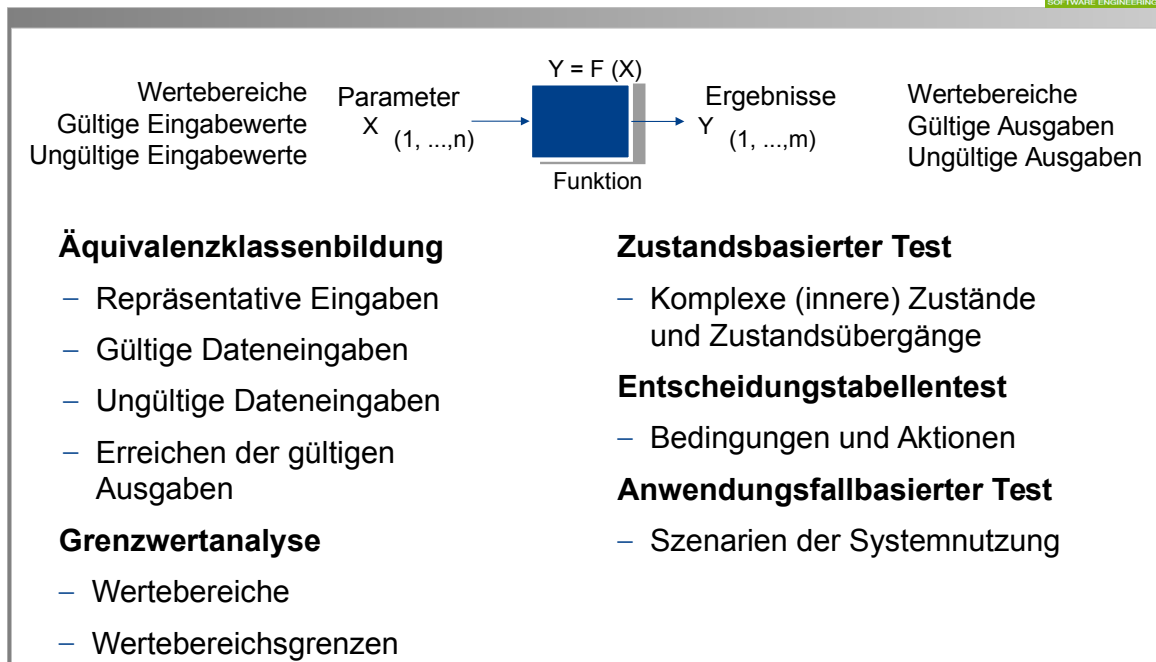 SOFTWARE ENGINEERING
Y = F (X)
Wertebereiche
Gültige Eingabewerte
Ungültige Eingabewerte
Parameter
X (1, ...,n)
Funktion
Ergebnisse
Y (1, ...,m)
Wertebereiche
Gültige Ausgaben
Ungültige Ausgaben
Äquivalenzklassenbildung
– Repräsentative Eingaben
– Gültige Dateneingaben
– Ungültige Dateneingaben
– Erreichen der gültigen
Ausgaben
Grenzwertanalyse
– Wertebereiche
– Wertebereichsgrenzen
Zustandsbasierter Test
– Komplexe (innere) Zustände
und Zustandsübergänge
Entscheidungstabellentest
– Bedingungen und Aktionen
Anwendungsfallbasierter Test
– Szenarien der Systemnutzung